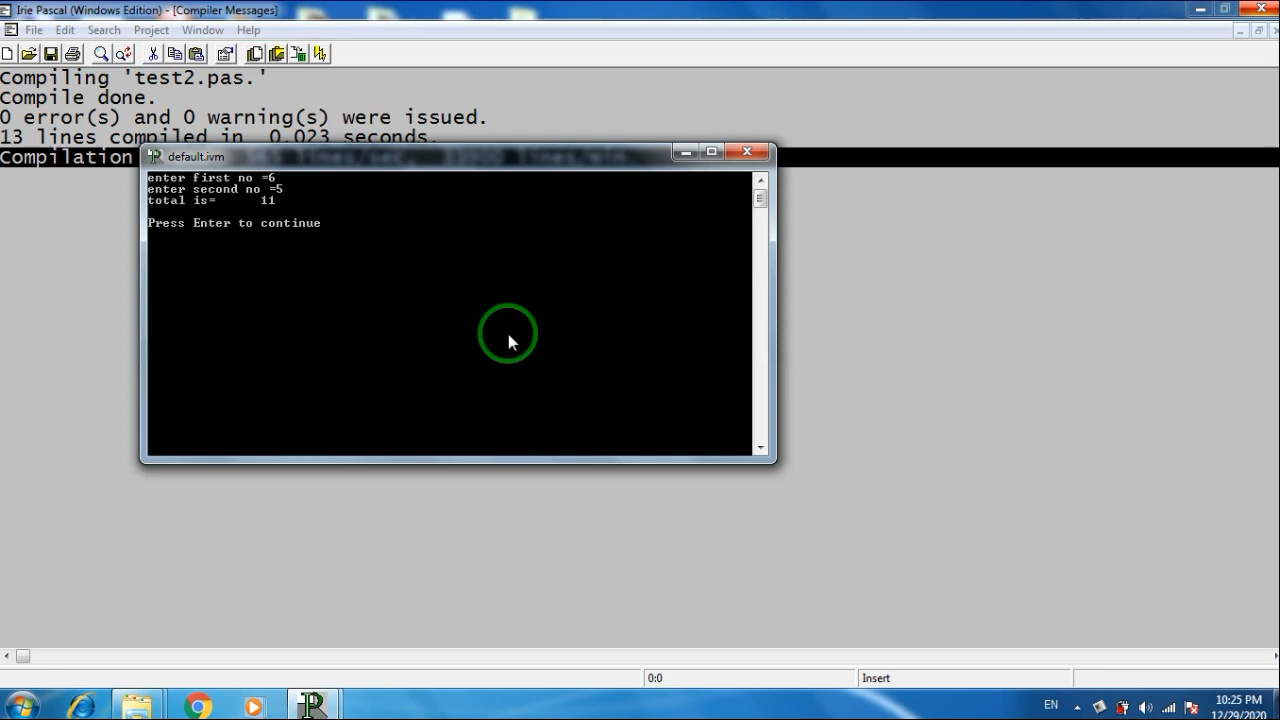 Irie Pascal (Windows Edition) - [Compiler Messages]
File Edit Search Project Window Help
Compiling 'test2.pas.'
Compile done.
0 error(s) and 0 warning(s) were issued.
13 lines compiled in 0.023 seconds.
Compilation
default.ivm
enter first no =6
enter second no =5
total is= 11
Press Enter to continue
0:0
Insert
EN
10:25 PM
12/29/2020